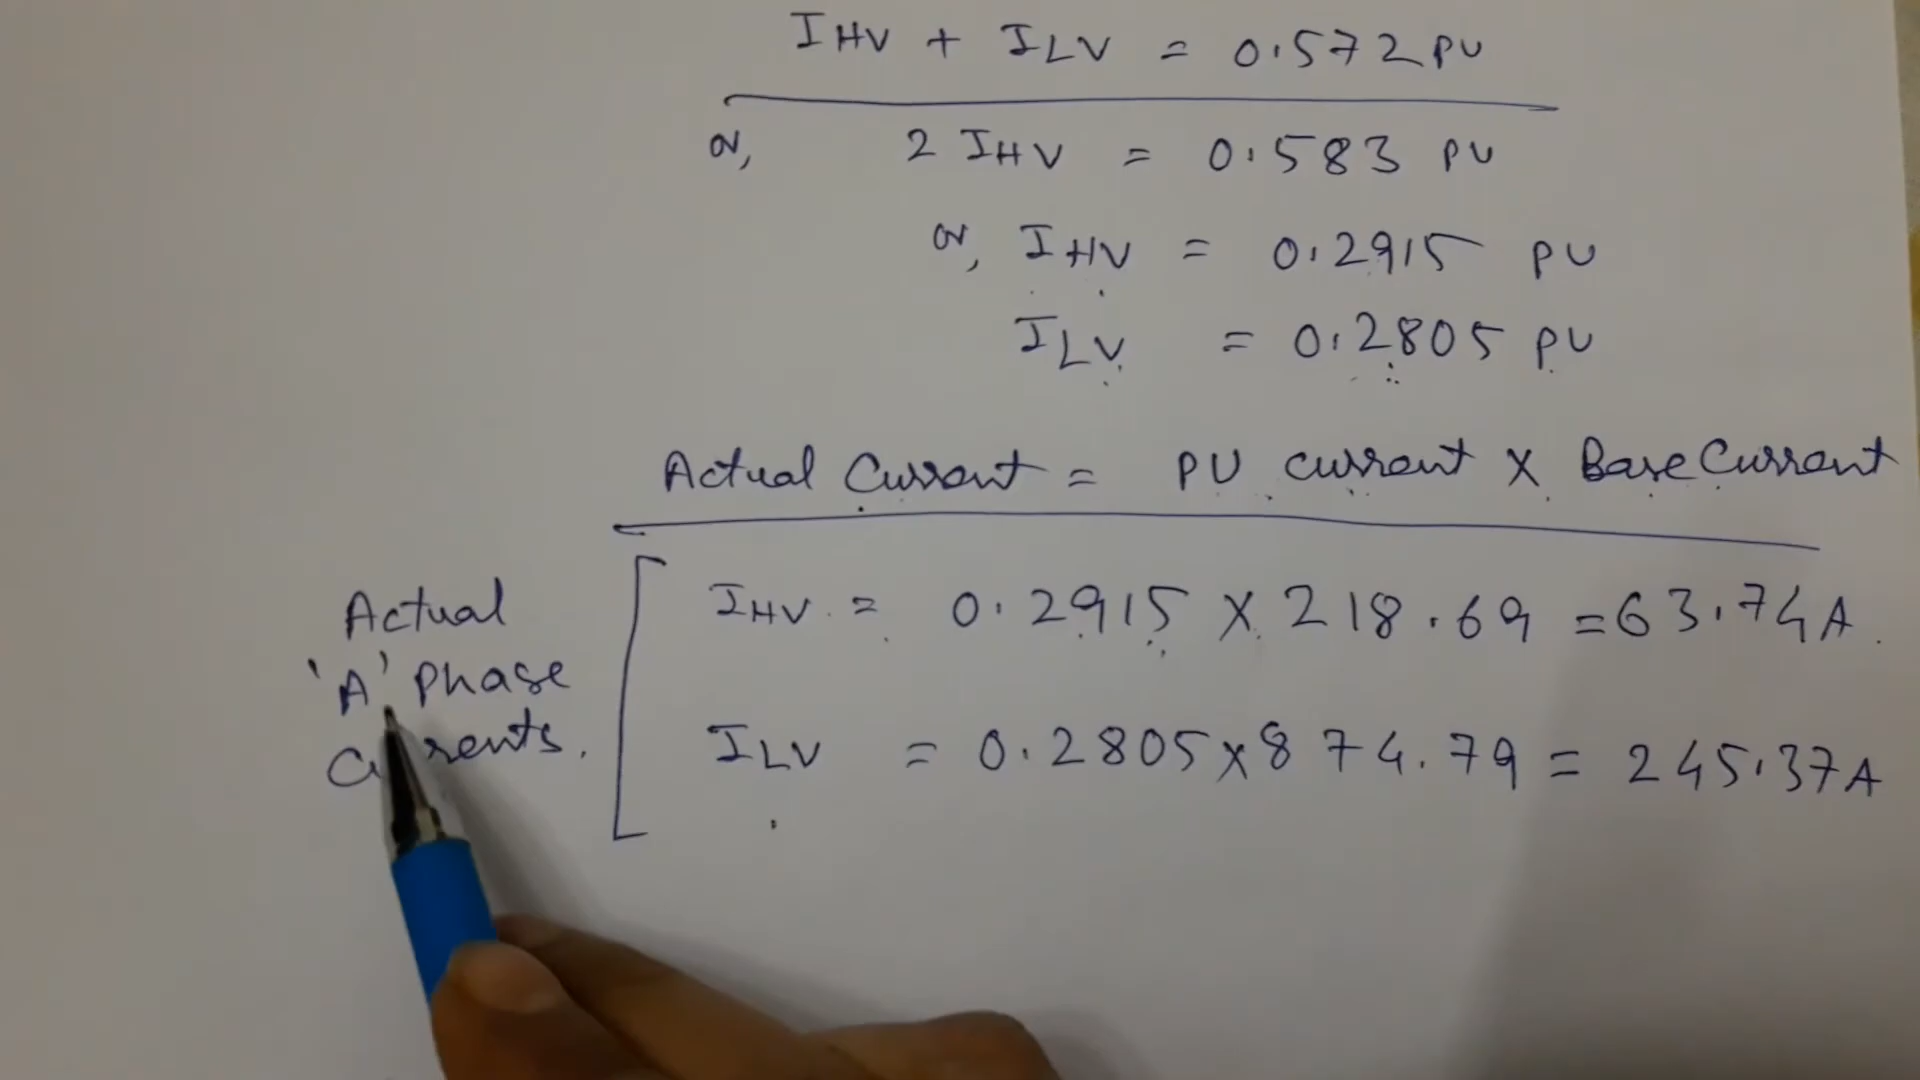 IHV + ILV = 0.572 PU
or, 2 IHV = 0.583 PU
or, IHV = 0.2915 PU
ILV = 0.2805 PU
Actual Current = PU current X Base Current
Actual 'A' Phase Currents.
IHV = 0.2915 X 218.69 = 63.74A.
ILV = 0.2805 x 874.79 = 245.37A